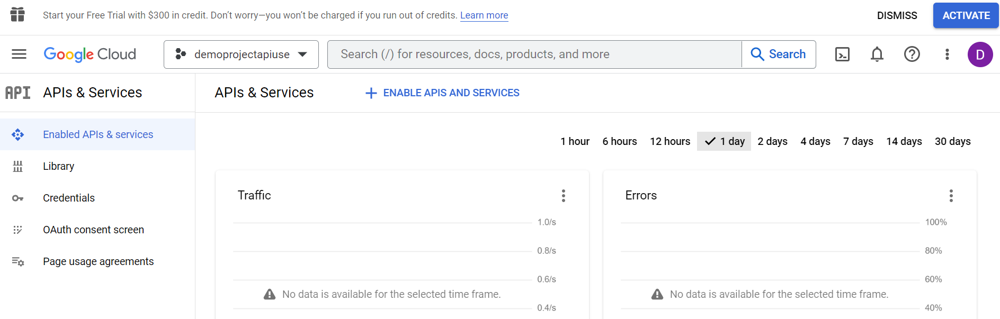 Start your Free Trial with $300 in credit. Don’t worry—you won’t be charged if you run out of credits. Learn more
DISMISS
ACTIVATE
Google Cloud
demoprojectapiuse
Search (/) for resources, docs, products, and more
Search
D
API
APIs & Services
APIs & Services
ENABLE APIS AND SERVICES
Enabled APIs & services
Library
Credentials
OAuth consent screen
Page usage agreements
1 hour 6 hours 12 hours 1 day 2 days 4 days 7 days 14 days 30 days
Traffic
1.0/s
0.8/s
0.6/s
No data is available for the selected time frame.
0.4/s
Errors
100%
80%
60%
No data is available for the selected time frame.
40%